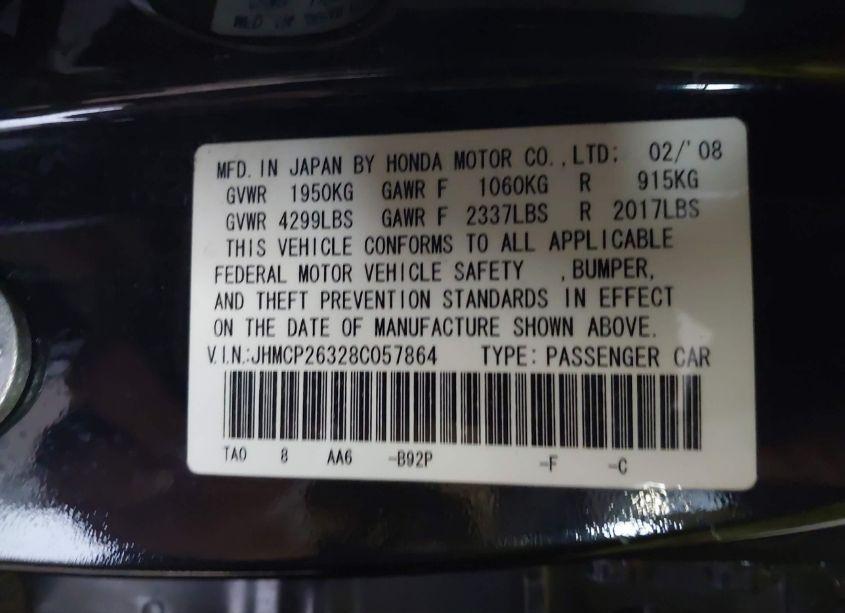 MFD. IN JAPAN BY HONDA MOTOR CO.,LTD: 02/'08
GVWR 1950KG GAWR F 1060KG R 915KG
GVWR 4299LBS GAWR F 2337LBS R 2017LBS
THIS VEHICLE CONFORMS TO ALL APPLICABLE
FEDERAL MOTOR VEHICLE SAFETY ,BUMPER,
AND THEFT PREVENTION STANDARDS IN EFFECT
ON THE DATE OF MANUFACTURE SHOWN ABOVE.
V.I.N.:JHMCP26328C057864 TYPE: PASSENGER CAR
TA0 8 AA6 -B92P -F -C